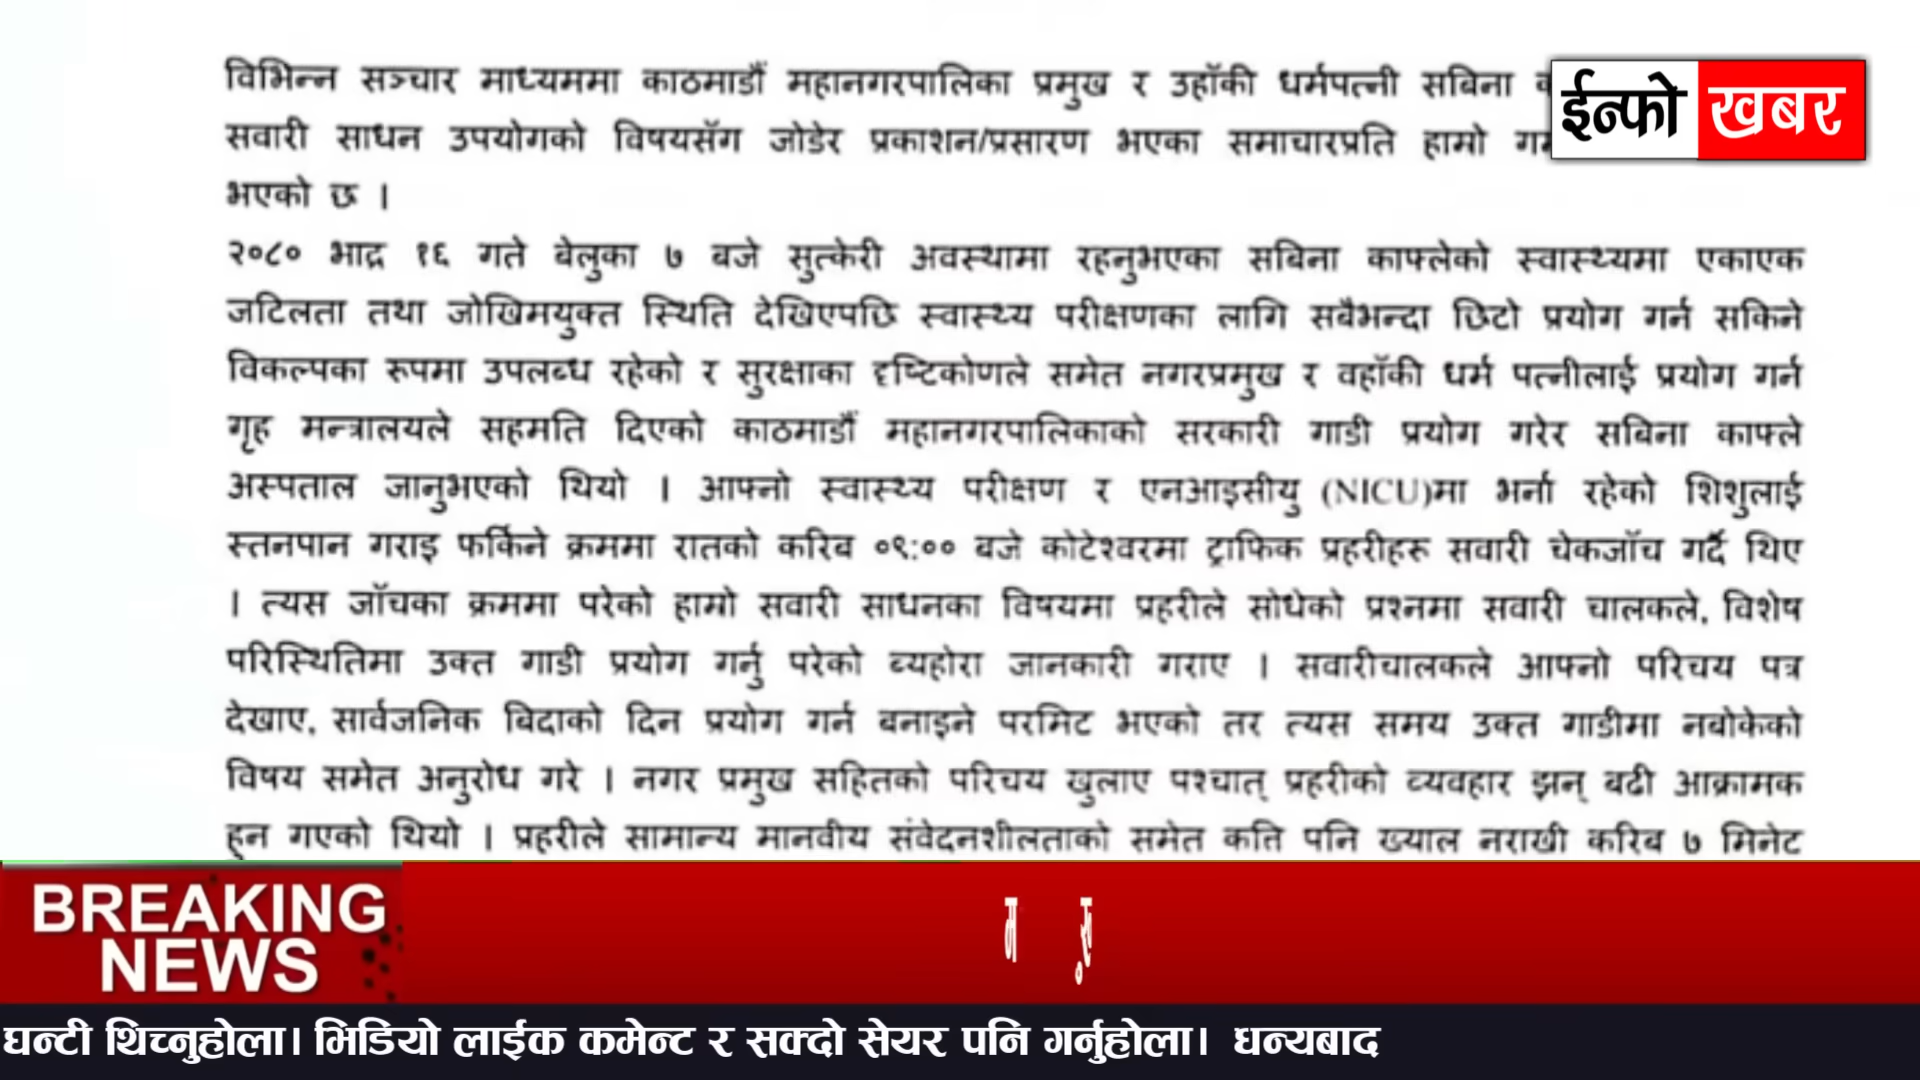 विभिन्न सञ्चार माध्यममा काठमाडौं महानगरपालिका प्रमुख र उहाँकी धर्मपत्नी सबिना
ईन्फो खबर
सवारी साधन उपयोगको विषयसँग जोडेर प्रकाशन/प्रसारण भएका समाचारप्रति हाम्रो
भएको छ ।
२०८० भाद्र १६ गते बेलुका ७ बजे सुत्केरी अवस्थामा रहनुभएका सबिना काफ्लेको स्वास्थ्यमा एकाएक
जटिलता तथा जोखिमयुक्त स्थिति देखिएपछि स्वास्थ्य परीक्षणका लागि सबैभन्दा छिटो प्रयोग गर्न सकिने
विकल्पका रूपमा उपलब्ध रहेको र सुरक्षाका दृष्टिकोणले समेत नगरप्रमुख र वहाँकी धर्म पत्नीलाई प्रयोग गर्न
गृह मन्त्रालयले सहमति दिएको काठमाडौं महानगरपालिकाको सरकारी गाडी प्रयोग गरेर सबिना काफ्ले
अस्पताल जानुभएको थियो । आफ्नो स्वास्थ्य परीक्षण र एनआइसीयु (NICU)मा भर्ना रहेको शिशुलाई
स्तनपान गराइ फर्किने क्रममा रातको करिब ०९:०० बजे कोटेश्वरमा ट्राफिक प्रहरीहरू सवारी चेकजाँच गर्दै थिए
। त्यस जाँचका क्रममा परेको हाम्रो सवारी साधनका विषयमा प्रहरीले सोधेको प्रश्नमा सवारी चालकले, विशेष
परिस्थितिमा उक्त गाडी प्रयोग गर्नु परेको ब्यहोरा जानकारी गराए । सवारीचालकले आफ्नो परिचय पत्र
देखाए, सार्वजनिक बिदाको दिन प्रयोग गर्न बनाइने परमिट भएको तर त्यस समय उक्त गाडीमा नबोकेको
विषय समेत अनुरोध गरे । नगर प्रमुख सहितको परिचय खुलाए पश्चात् प्रहरीको व्यवहार झन् बढी आक्रामक
हुन गएको थियो । प्रहरीले सामान्य मानवीय संवेदनशीलताको समेत कत्ति पनि ख्याल नराखी करिब ७ मिनेट
BREAKING
NEWS
घन्टी थिच्नुहोला। भिडियो लाईक कमेन्ट र सक्दो सेयर पनि गर्नुहोला। धन्यबाद